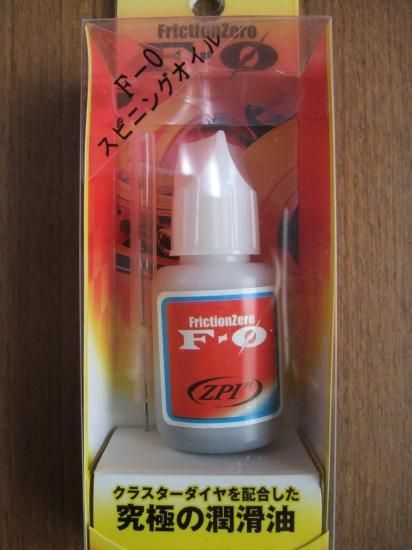 FrictionZero
F-0
F-0
スピニングオイル
FrictionZero
F-0
ZPI
クラスターダイヤを配合した
究極の潤滑油